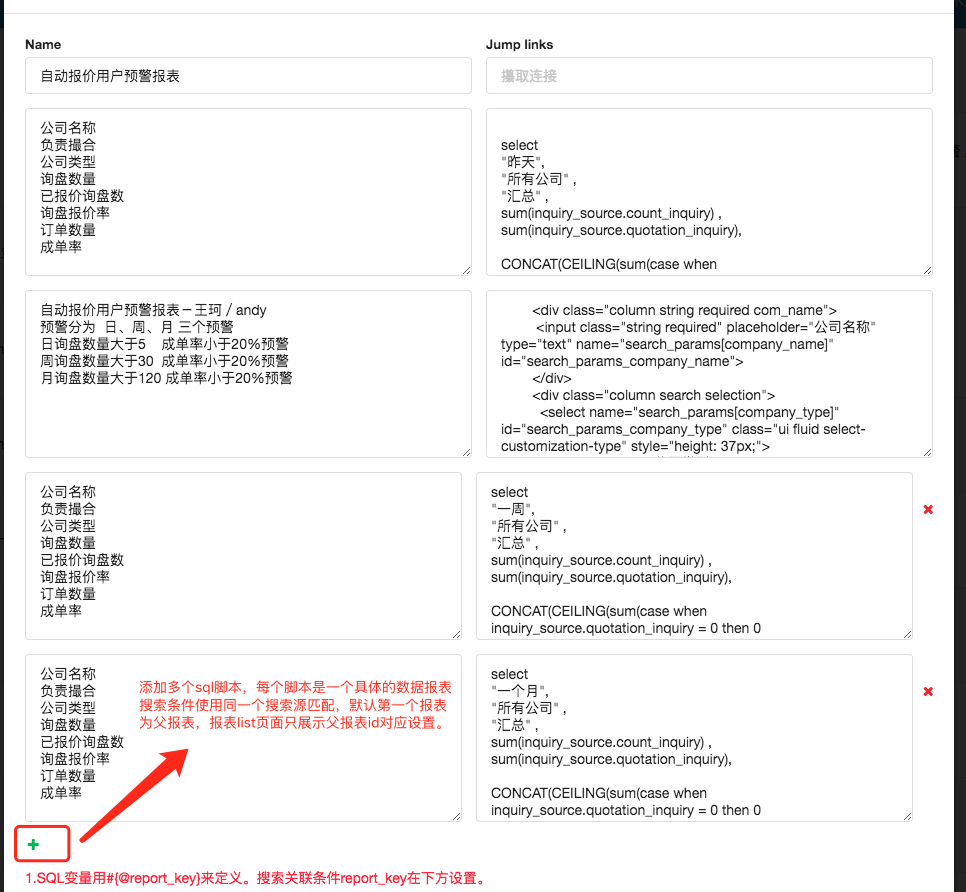 Name
Jump links
自动报价用户预警报表
攥取连接
公司名称
负责撮合
公司类型
询盘数量
已报价询盘数
询盘报价率
订单数量
成单率
select
"昨天",
"所有公司" ,
"汇总" ,
sum(inquiry_source.count_inquiry) ,
sum(inquiry_source.quotation_inquiry),
CONCAT(CEILING(sum(case when
自动报价用户预警报表－王珂 / andy
预警分为  日、周、月 三个预警
日询盘数量大于5    成单率小于20%预警
周询盘数量大于30  成单率小于20%预警
月询盘数量大于120 成单率小于20%预警
<div class="column string required com_name">
<input class="string required" placeholder="公司名称"
type="text" name="search_params[company_name]"
id="search_params_company_name">
</div>
<div class="column search selection">
<select name="search_params[company_type]"
id="search_params_company_type" class="ui fluid select-
customization-type" style="height: 37px;">
公司名称
负责撮合
公司类型
询盘数量
已报价询盘数
询盘报价率
订单数量
成单率
select
"一周",
"所有公司" ,
"汇总" ,
sum(inquiry_source.count_inquiry) ,
sum(inquiry_source.quotation_inquiry),
CONCAT(CEILING(sum(case when
inquiry_source.quotation_inquiry = 0 then 0
公司名称
负责撮合
公司类型
询盘数量
已报价询盘数
询盘报价率
订单数量
成单率
添加多个sql脚本，每个脚本是一个具体的数据报表
搜索条件使用同一个搜索源匹配，默认第一个报表
为父报表，报表list页面只展示父报表id对应设置。
select
"一个月",
"所有公司" ,
"汇总" ,
sum(inquiry_source.count_inquiry) ,
sum(inquiry_source.quotation_inquiry),
CONCAT(CEILING(sum(case when
inquiry_source.quotation_inquiry = 0 then 0
1.SQL变量用#{@report_key}来定义。搜索关联条件report_key在下方设置。